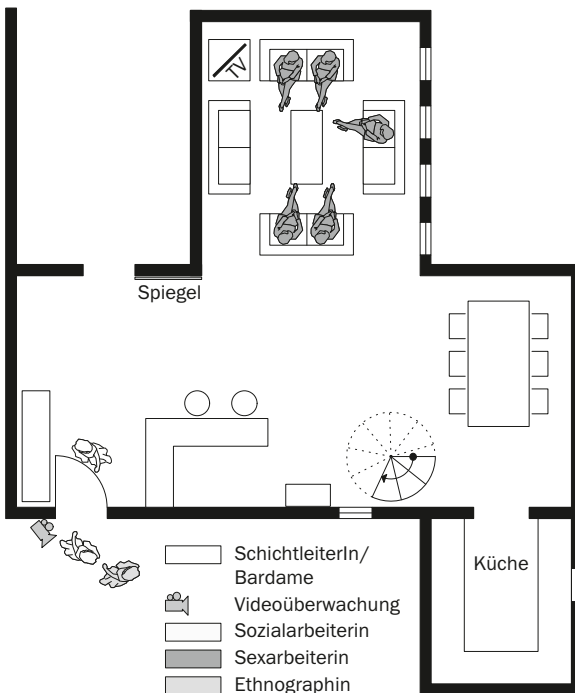 TV
Spiegel
Küche
SchichtleiterIn/
Bardame
Videoüberwachung
Sozialarbeiterin
Sexarbeiterin
Ethnographin